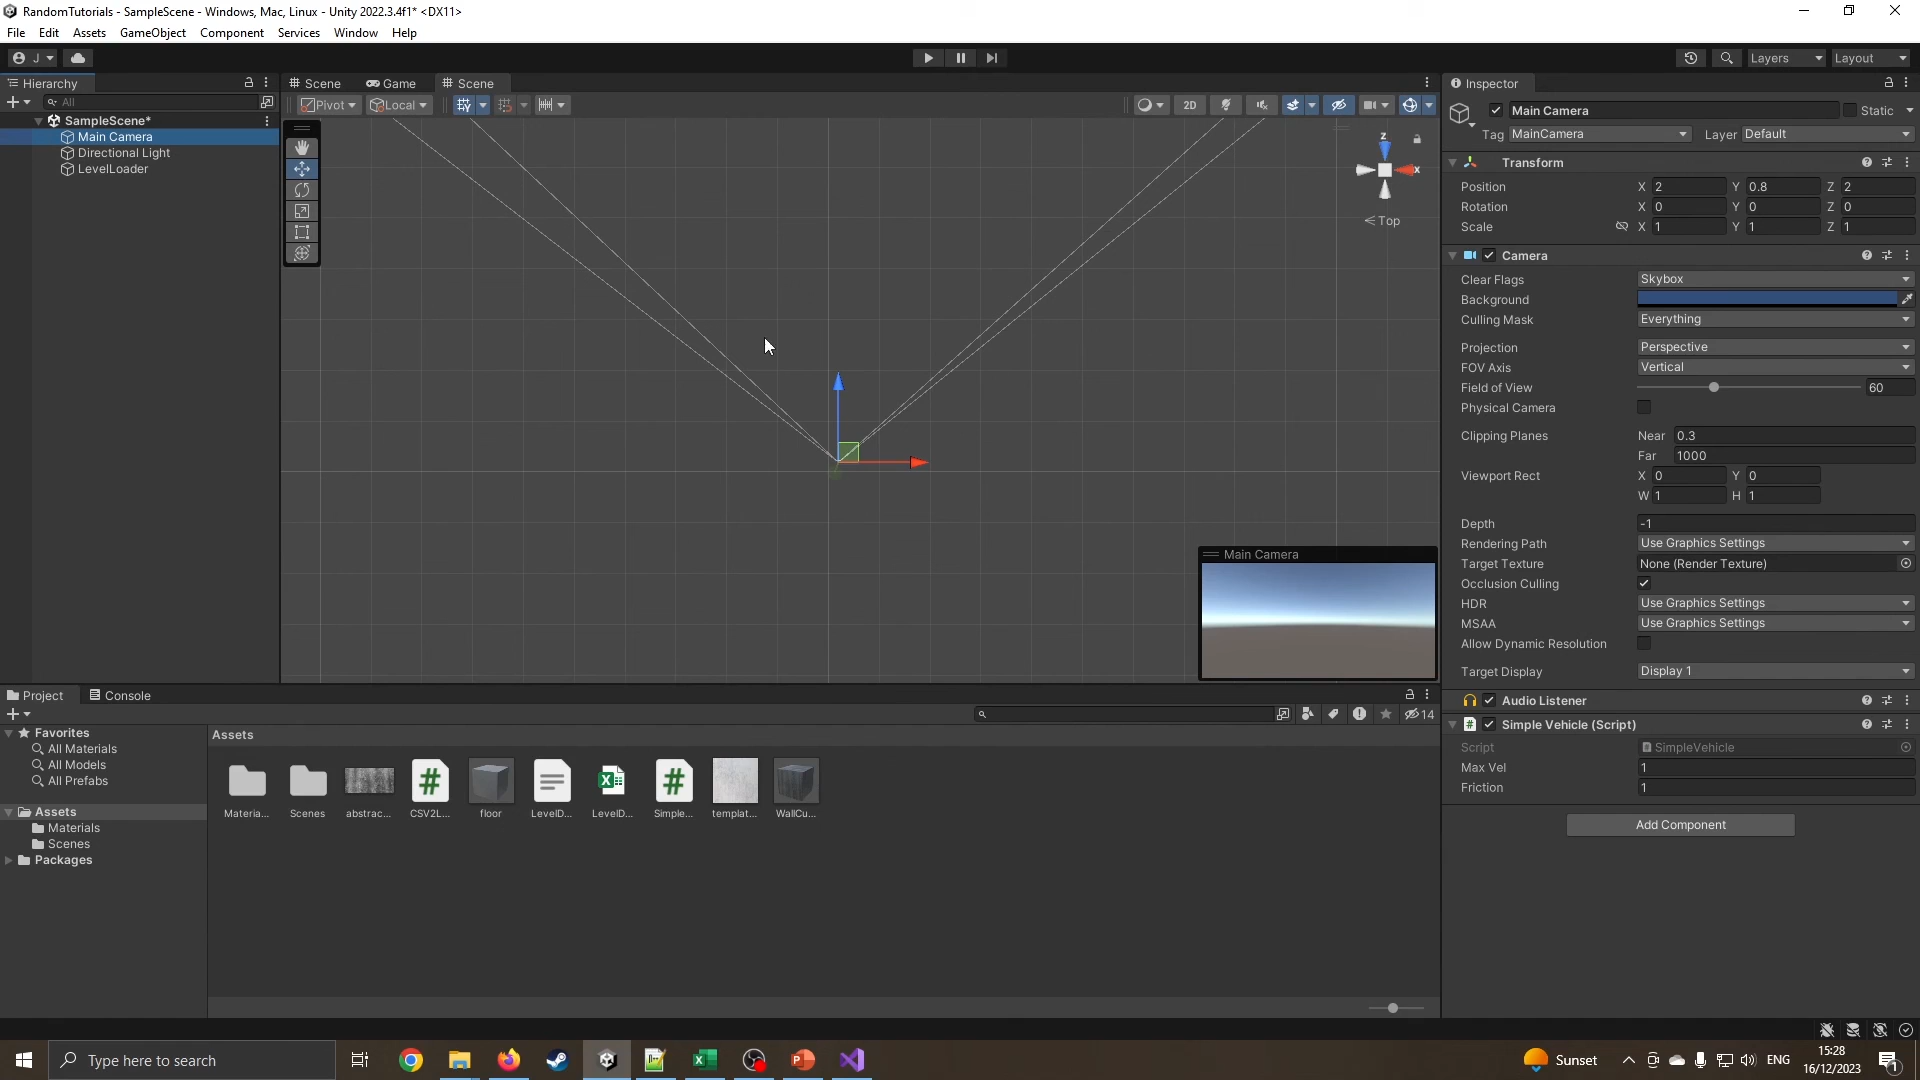 RandomTutorials - SampleScene - Windows, Mac, Linux - Unity 2022.3.4f1* <DX11>
File Edit Assets GameObject Component Services Window Help
J Layers Layout
Hierarchy
All
SampleScene*
Main Camera
Directional Light
LevelLoader
Scene Game Scene
Pivot Local 2D
z
x
< Top
Main Camera
Inspector
Main Camera Static
Tag MainCamera Layer Default
Transform
Position X 2 Y 0.8 Z 2
Rotation X 0 Y 0 Z 0
Scale X 1 Y 1 Z 1
Camera
Clear Flags Skybox
Background
Culling Mask Everything
Projection Perspective
FOV Axis Vertical
Field of View 60
Physical Camera
Clipping Planes Near 0.3
Far 1000
Viewport Rect X 0 Y 0
W 1 H 1
Depth -1
Rendering Path Use Graphics Settings
Target Texture None (Render Texture)
Occlusion Culling
HDR Use Graphics Settings
MSAA Use Graphics Settings
Allow Dynamic Resolution
Target Display Display 1
Audio Listener
Simple Vehicle (Script)
Script SimpleVehicle
Max Vel 1
Friction 1
Add Component
Project Console
14
Favorites
All Materials
All Models
All Prefabs
Assets
Materials
Scenes
Packages
Assets
Materia... Scenes abstrac... CSV2L... floor LevelD... LevelD... Simple... templat... WallCu...
Type here to search
Sunset
ENG
15:28
16/12/2023
1